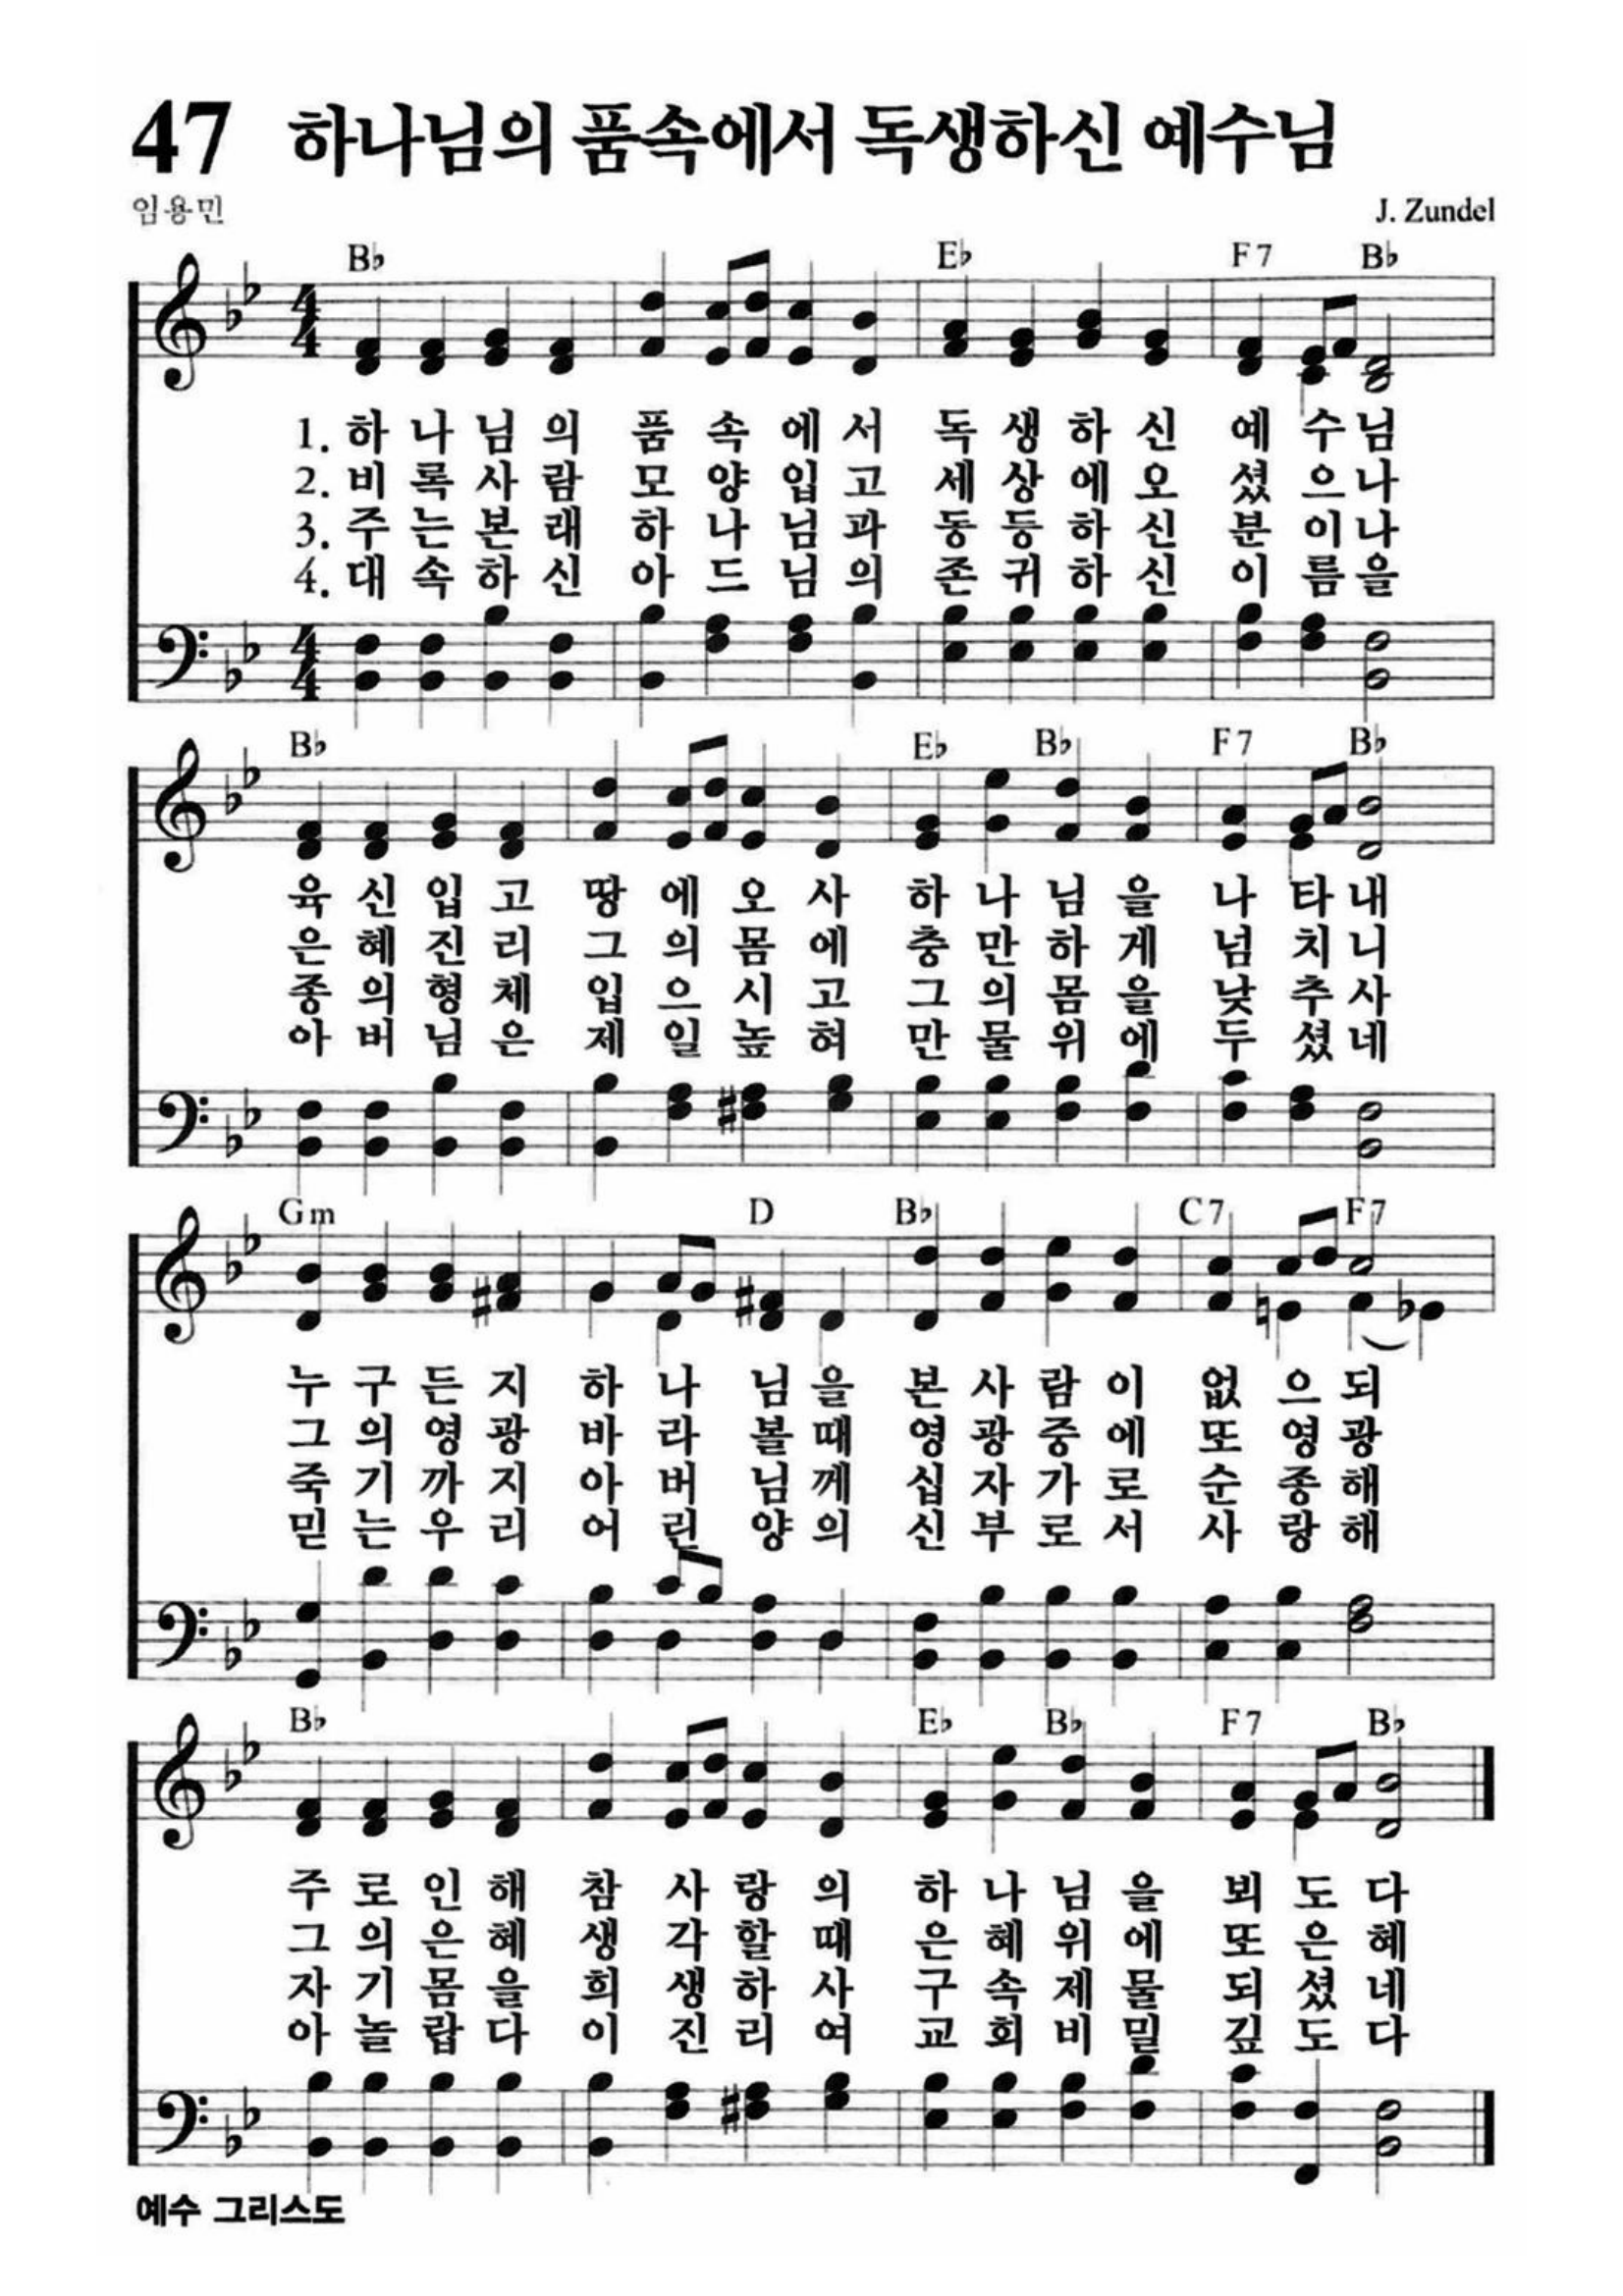 47 하나님의 품속에서 독생하신 예수님
임용민 J. Zundel
B♭ E♭ F7 B♭
1. 하나님의 품속에서 독생하신 예수님
2. 비록사람 모양입고 세상에오 셨으나
3. 주는본래 하나님과 동등하신 분이나
4. 대속하신 아드님의 존귀하신 이름을
B♭ E♭ B♭ F7 B♭
육신입고 땅에오사 하나님을 나타내
은혜진리 그의몸에 충만하게 넘치니
종의형체 입으시고 그의몸을 낮추사
아버님은 제일높혀 만물위에 두셨네
Gm D B♭ C7 F7
누구든지 하나님을 본사람이 없으되
그의영광 바라볼때 영광중에 또영광
죽기까지 아버님께 십자가로 순종해
믿는우리 어린양의 신부로서 사랑해
B♭ E♭ B♭ F7 B♭
주로인해 참사랑의 하나님을 뵈도다
그의은혜 생각할때 은혜위에 또은혜
자기몸을 희생하사 구속제물 되셨네
아놀랍다 이진리여 교회비밀 깊도다
예수 그리스도